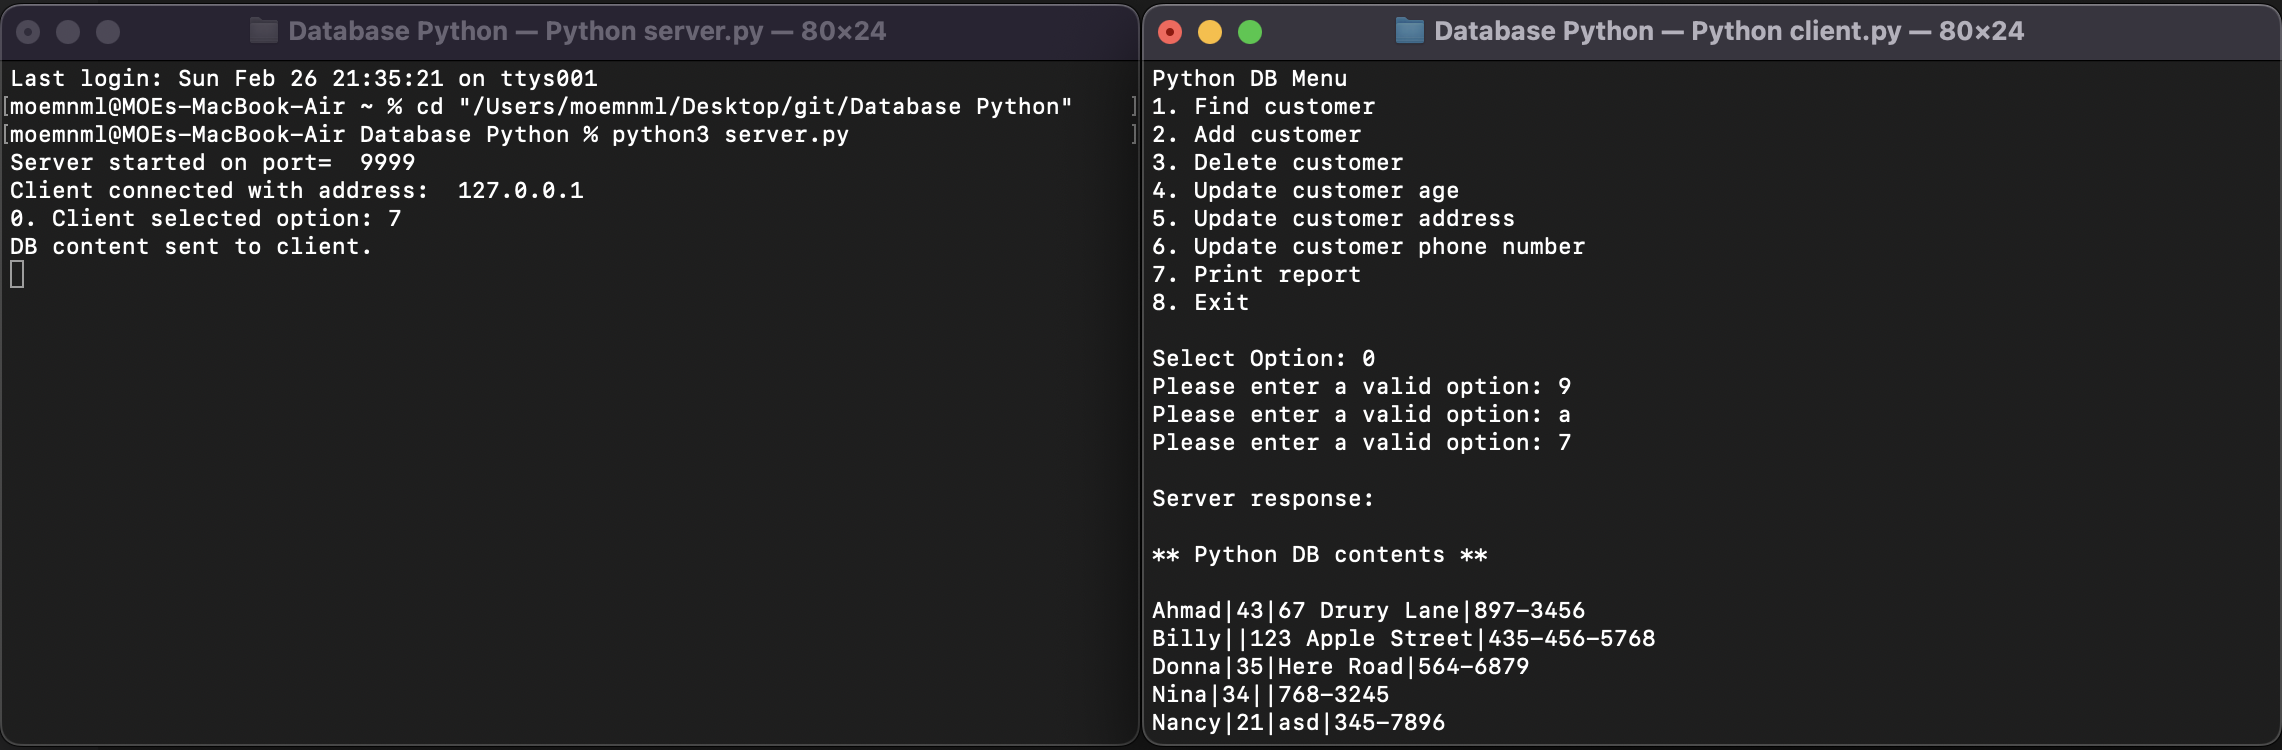 Database Python — Python server.py — 80×24
Last login: Sun Feb 26 21:35:21 on ttys001
[moemnml@MOEs-MacBook-Air ~ % cd "/Users/moemnml/Desktop/git/Database Python" ]
[moemnml@MOEs-MacBook-Air Database Python % python3 server.py ]
Server started on port=  9999
Client connected with address:  127.0.0.1
0. Client selected option: 7
DB content sent to client.
Database Python — Python client.py — 80×24
Python DB Menu
1. Find customer
2. Add customer
3. Delete customer
4. Update customer age
5. Update customer address
6. Update customer phone number
7. Print report
8. Exit
Select Option: 0
Please enter a valid option: 9
Please enter a valid option: a
Please enter a valid option: 7
Server response:
** Python DB contents **
Ahmad|43|67 Drury Lane|897-3456
Billy||123 Apple Street|435-456-5768
Donna|35|Here Road|564-6879
Nina|34||768-3245
Nancy|21|asd|345-7896